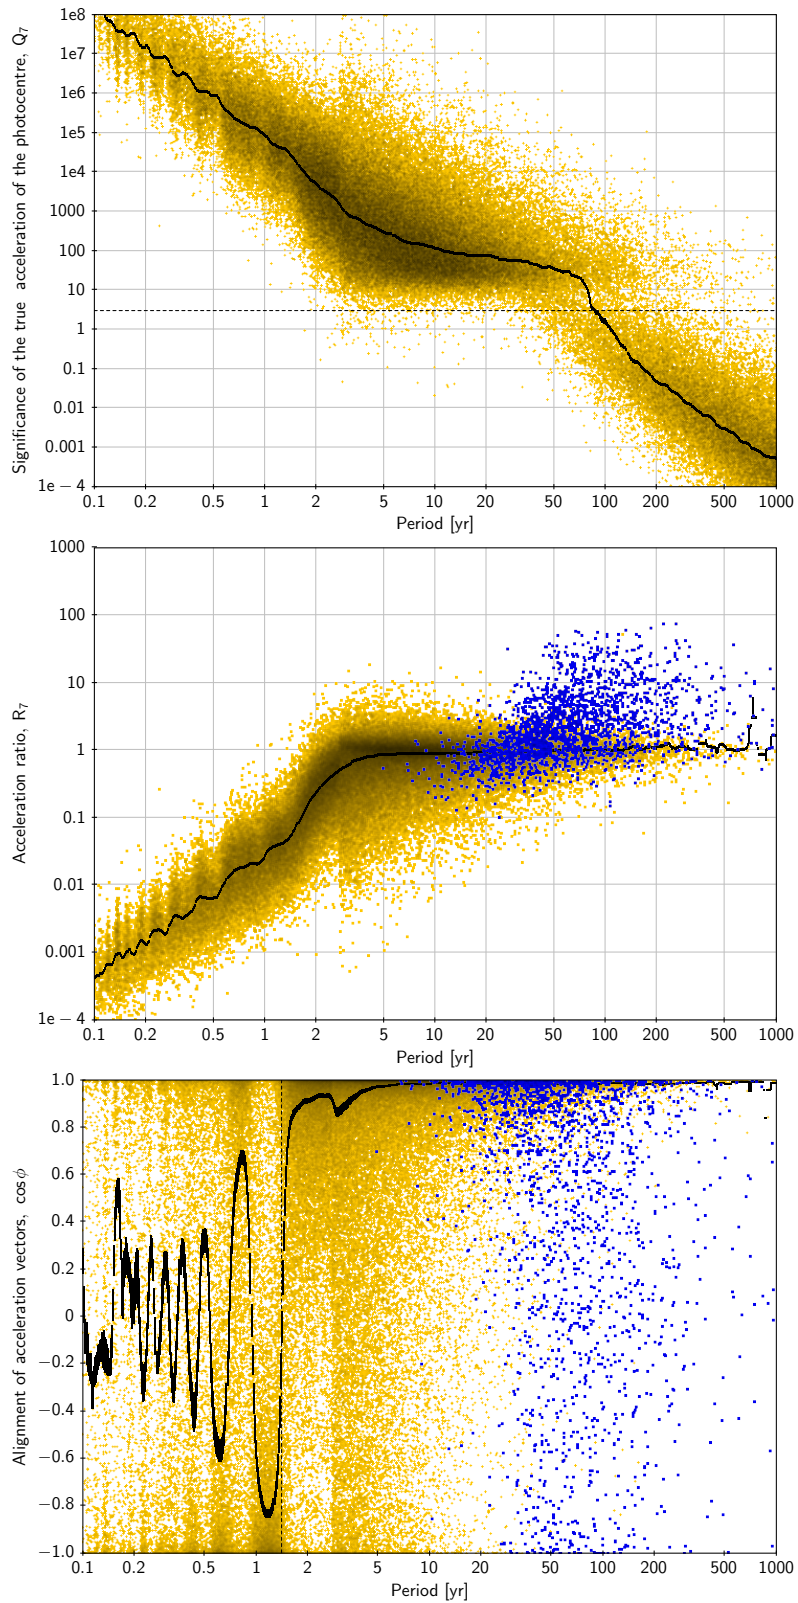 Significance of the true acceleration of the photocentre, Q₇
1e8
1e7
1e6
1e5
1e4
1000
100
10
1
0.1
0.01
0.001
1e − 4
0.1 0.2 0.5 1 2 5 10 20 50 100 200 500 1000
Period [yr]
Acceleration ratio, R₇
1000
100
10
1
0.1
0.01
0.001
1e − 4
0.1 0.2 0.5 1 2 5 10 20 50 100 200 500 1000
Period [yr]
Alignment of acceleration vectors, cos ϕ
1.0
0.8
0.6
0.4
0.2
0
−0.2
−0.4
−0.6
−0.8
−1.0
0.1 0.2 0.5 1 2 5 10 20 50 100 200 500 1000
Period [yr]